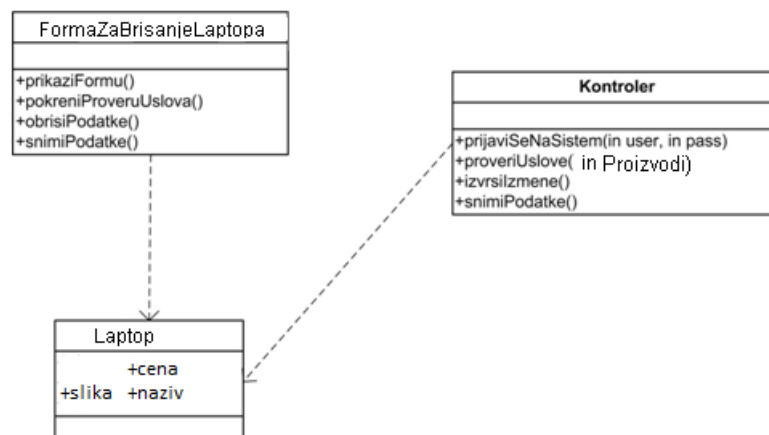 FormaZaBrisanjeLaptopa
+prikaziFormu()
+pokreniProveruUslova()
+obrisiPodatke()
+snimiPodatke()
Kontroler
+prijaviSeNaSistem(in user, in pass)
+proveriUslove( in Proizvodi)
+izvrsiIzmene()
+snimiPodatke()
Laptop
+cena
+slika +naziv